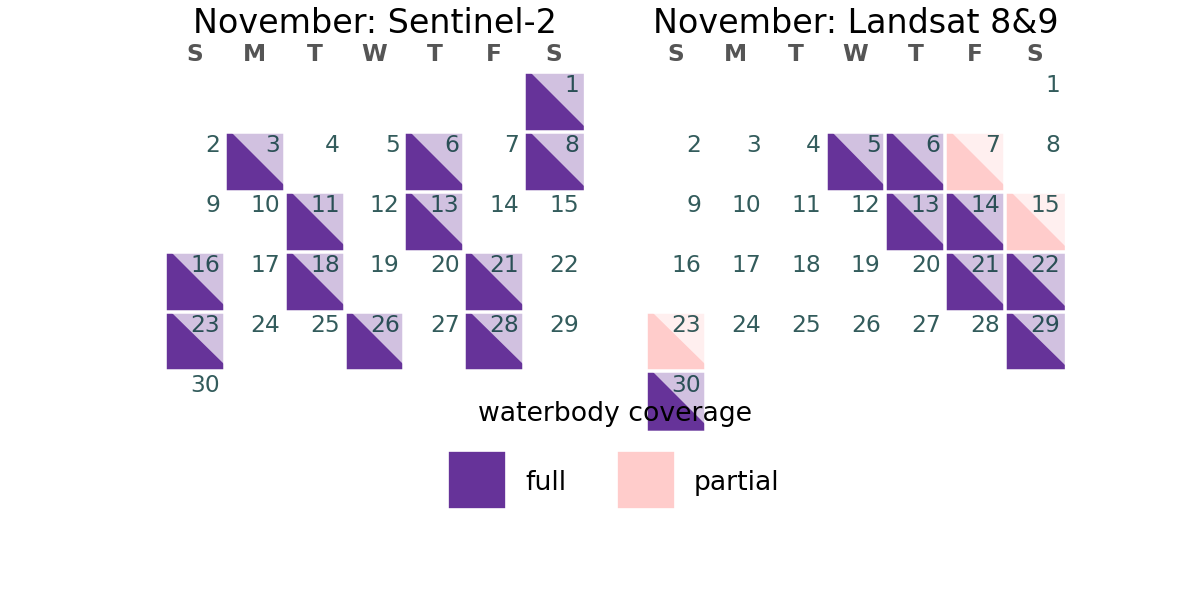 November: Sentinel-2
S M T W T F S
1
2 3 4 5 6 7 8
9 10 11 12 13 14 15
16 17 18 19 20 21 22
23 24 25 26 27 28 29
30
November: Landsat 8&9
S M T W T F S
1
2 3 4 5 6 7 8
9 10 11 12 13 14 15
16 17 18 19 20 21 22
23 24 25 26 27 28 29
30
waterbody coverage
full partial